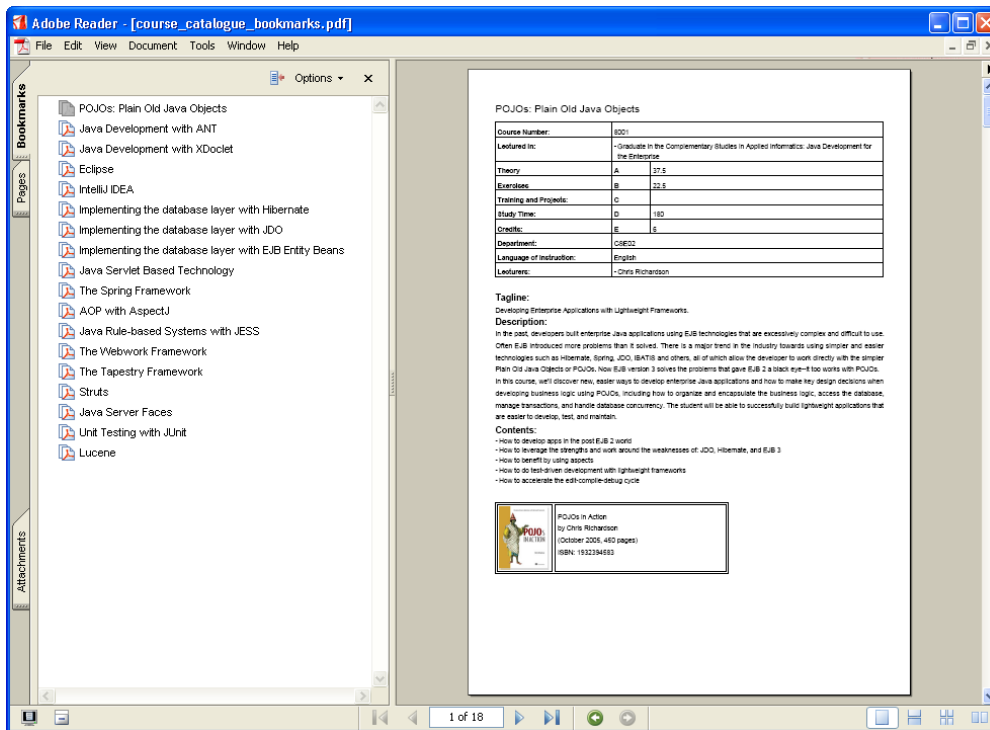 Adobe Reader - [course_catalogue_bookmarks.pdf]
File Edit View Document Tools Window Help
Options
Bookmarks
Pages
Attachments
POJOs: Plain Old Java Objects
Java Development with ANT
Java Development with XDoclet
Eclipse
IntelliJ IDEA
Implementing the database layer with Hibernate
Implementing the database layer with JDO
Implementing the database layer with EJB Entity Beans
Java Servlet Based Technology
The Spring Framework
AOP with AspectJ
Java Rule-based Systems with JESS
The Webwork Framework
The Tapestry Framework
Struts
Java Server Faces
Unit Testing with JUnit
Lucene
POJOs: Plain Old Java Objects
Course Number: 8001
Lectured in: - Graduate in the Complementary Studies in Applied Informatics: Java Development for
the Enterprise
Theory A 37.5
Exercises B 22.5
Training and Projects: C
Study Time: D 180
Credits: E 6
Department: CSE02
Language of Instruction: English
Lecturers: - Chris Richardson
Tagline:
Developing Enterprise Applications with Lightweight Frameworks.
Description:
In the past, developers built enterprise Java applications using EJB technologies that are excessively complex and difficult to use.
Often EJB introduced more problems than it solved. There is a major trend in the industry towards using simpler and easier
technologies such as Hibernate, Spring, JDO, iBATIS and others, all of which allow the developer to work directly with the simpler
Plain Old Java Objects or POJOs. Now EJB version 3 solves the problems that gave EJB 2 a black eye—it too works with POJOs.
In this course, we'll discover new, easier ways to develop enterprise Java applications and how to make key design decisions when
developing business logic using POJOs, including how to organize and encapsulate the business logic, access the database,
manage transactions, and handle database concurrency. The student will be able to successfully build lightweight applications that
are easier to develop, test, and maintain.
Contents:
- How to develop apps in the post EJB 2 world
- How to leverage the strengths and work around the weaknesses of: JDO, Hibernate, and EJB 3
- How to benefit by using aspects
- How to do test-driven development with lightweight frameworks
- How to accelerate the edit-compile-debug cycle
POJOs
IN ACTION
POJOs in Action
by Chris Richardson
(October 2005, 450 pages)
ISBN: 1932394583
1 of 18